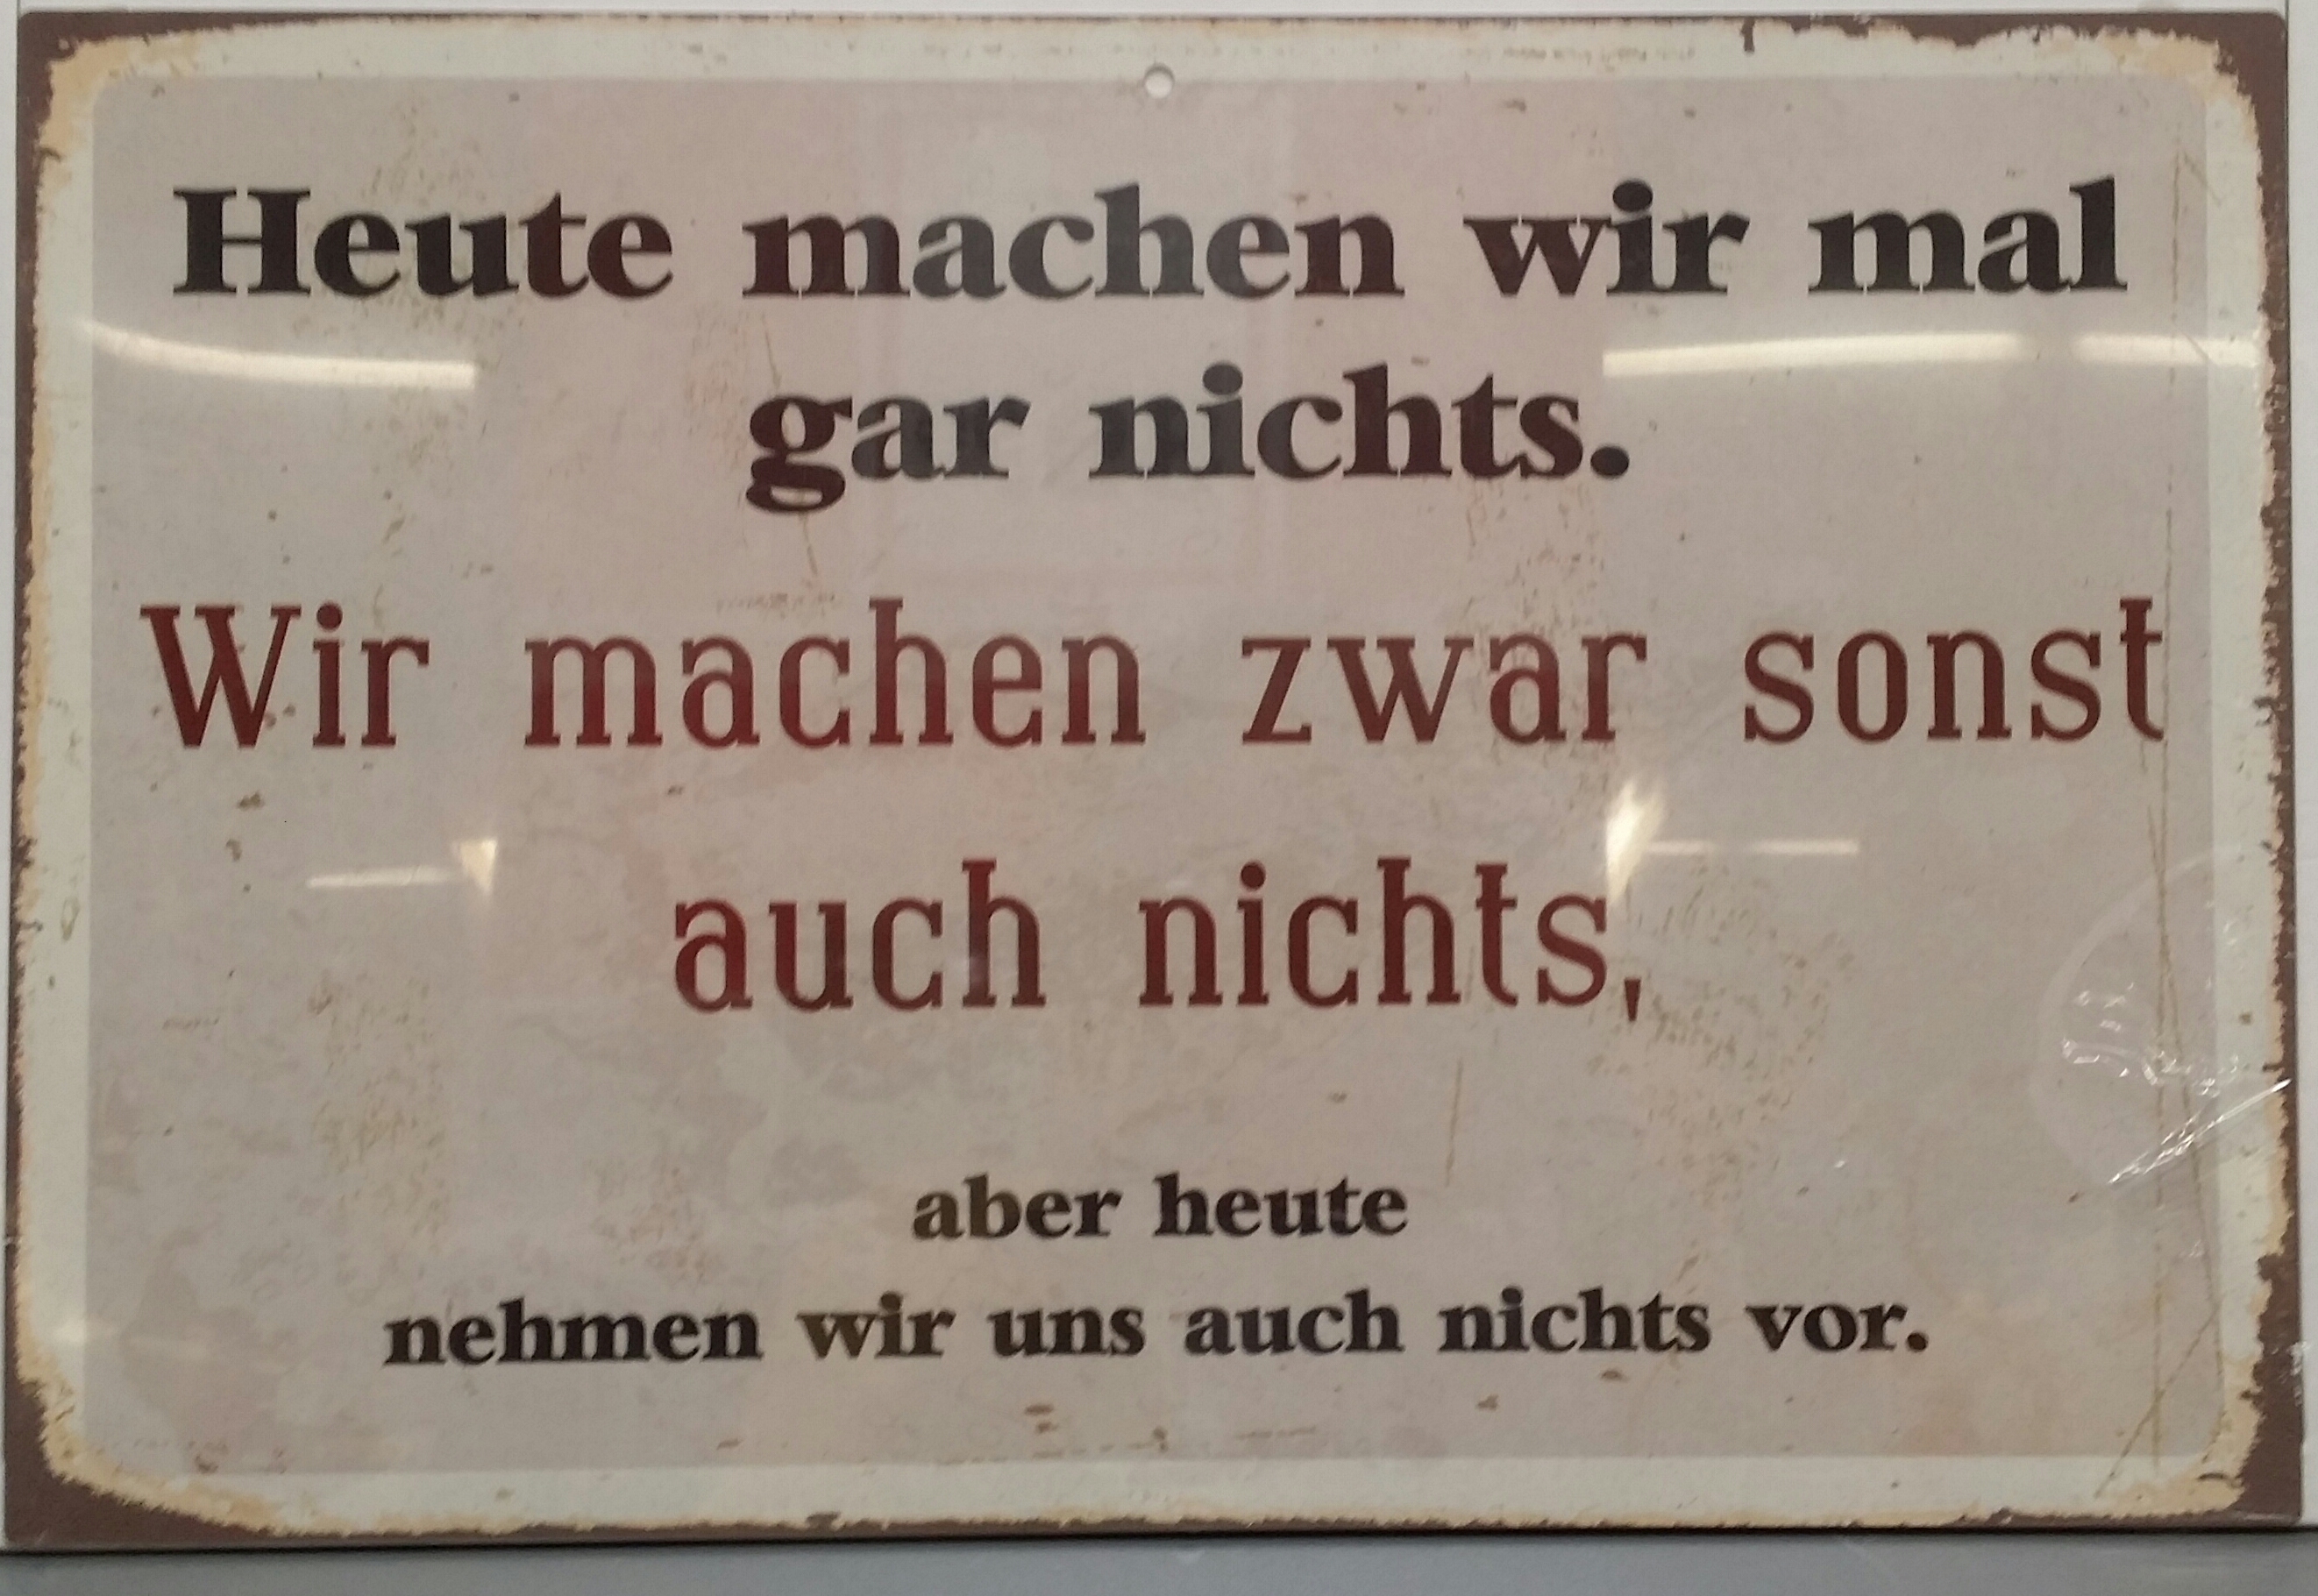 Heute machen wir mal
gar nichts.
Wir machen zwar sonst
auch nichts,
aber heute
nehmen wir uns auch nichts vor.